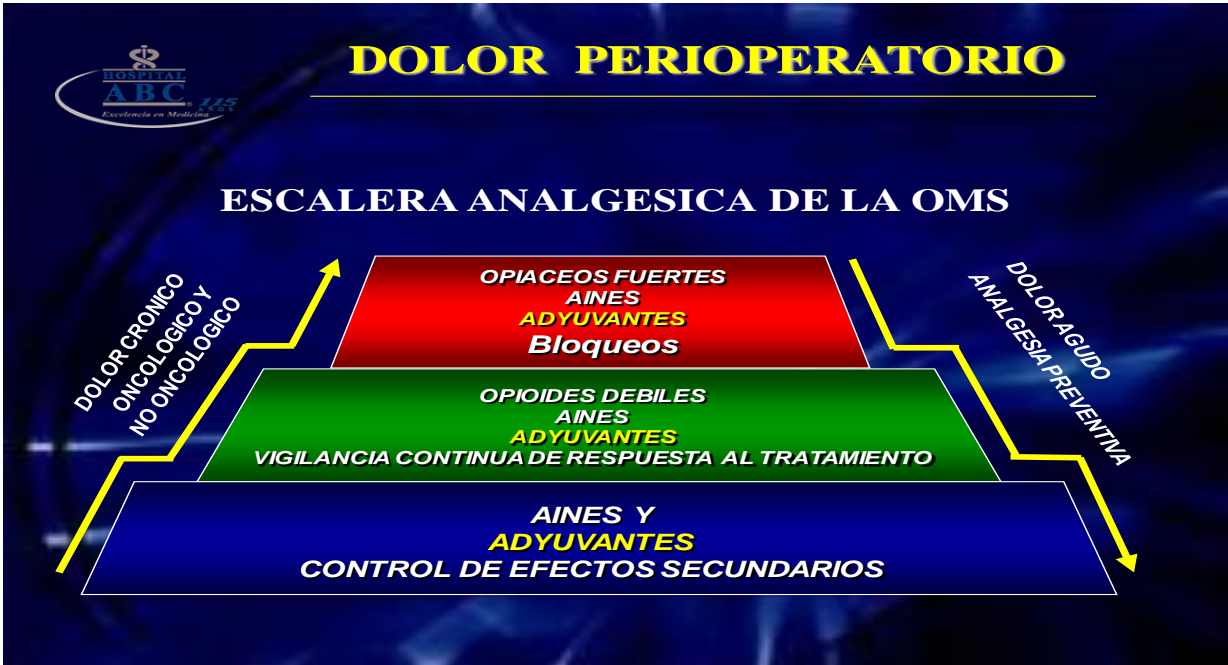 HOSPITAL
ABC
115
AÑOS
Excelencia en Medicina
DOLOR PERIOPERATORIO
ESCALERA ANALGESICA DE LA OMS
DOLOR CRONICO
ONCOLOGICO Y
NO ONCOLOGICO
OPIACEOS FUERTES
AINES
ADYUVANTES
Bloqueos
DOLOR AGUDO
ANALGESIA PREVENTIVA
OPIOIDES DEBILES
AINES
ADYUVANTES
VIGILANCIA CONTINUA DE RESPUESTA AL TRATAMIENTO
AINES Y
ADYUVANTES
CONTROL DE EFECTOS SECUNDARIOS